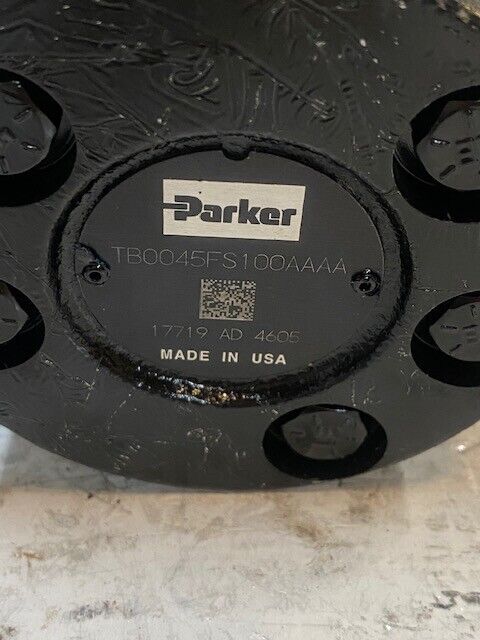 Parker
TB0045FS100AAAA
17719 AD 4605
MADE IN USA